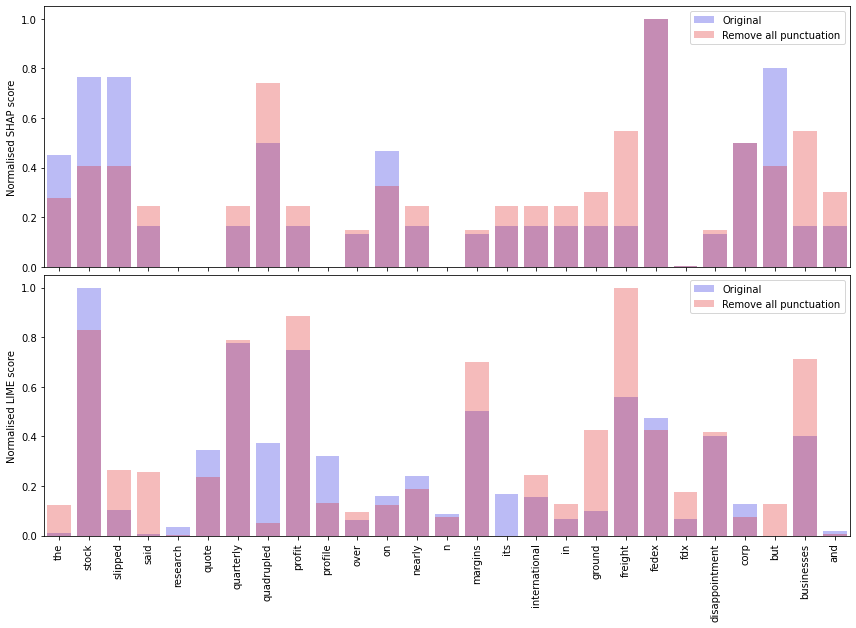 Normalised SHAP score
1.0
0.8
0.6
0.4
0.2
0.0
Original
Remove all punctuation
Normalised LIME score
1.0
0.8
0.6
0.4
0.2
0.0
Original
Remove all punctuation
the
stock
slipped
said
research
quote
quarterly
quadrupled
profit
profile
over
on
nearly
n
margins
its
international
in
ground
freight
fedex
fdx
disappointment
corp
but
businesses
and